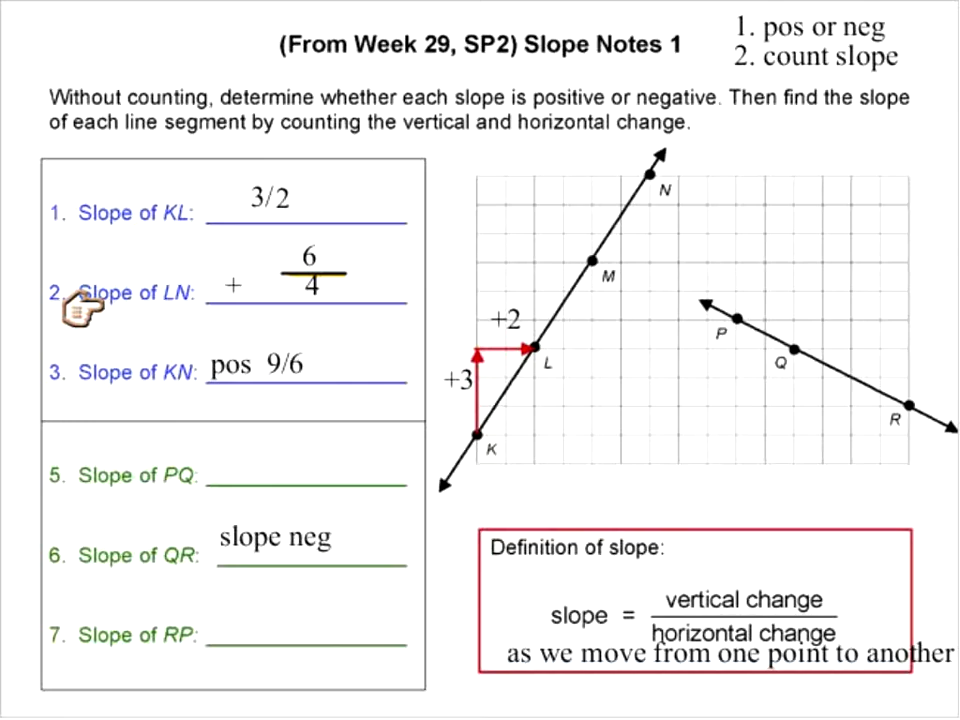 1. pos or neg
(From Week 29, SP2) Slope Notes 1
2. count slope
Without counting, determine whether each slope is positive or negative. Then find the slope
of each line segment by counting the vertical and horizontal change.
1. Slope of KL: 3/2
2. Slope of LN: + 6
4
3. Slope of KN: pos 9/6
5. Slope of PQ:
6. Slope of QR: slope neg
7. Slope of RP:
N
M
+2
L
+3
K
P
Q
R
Definition of slope:
slope = vertical change
horizontal change
as we move from one point to another